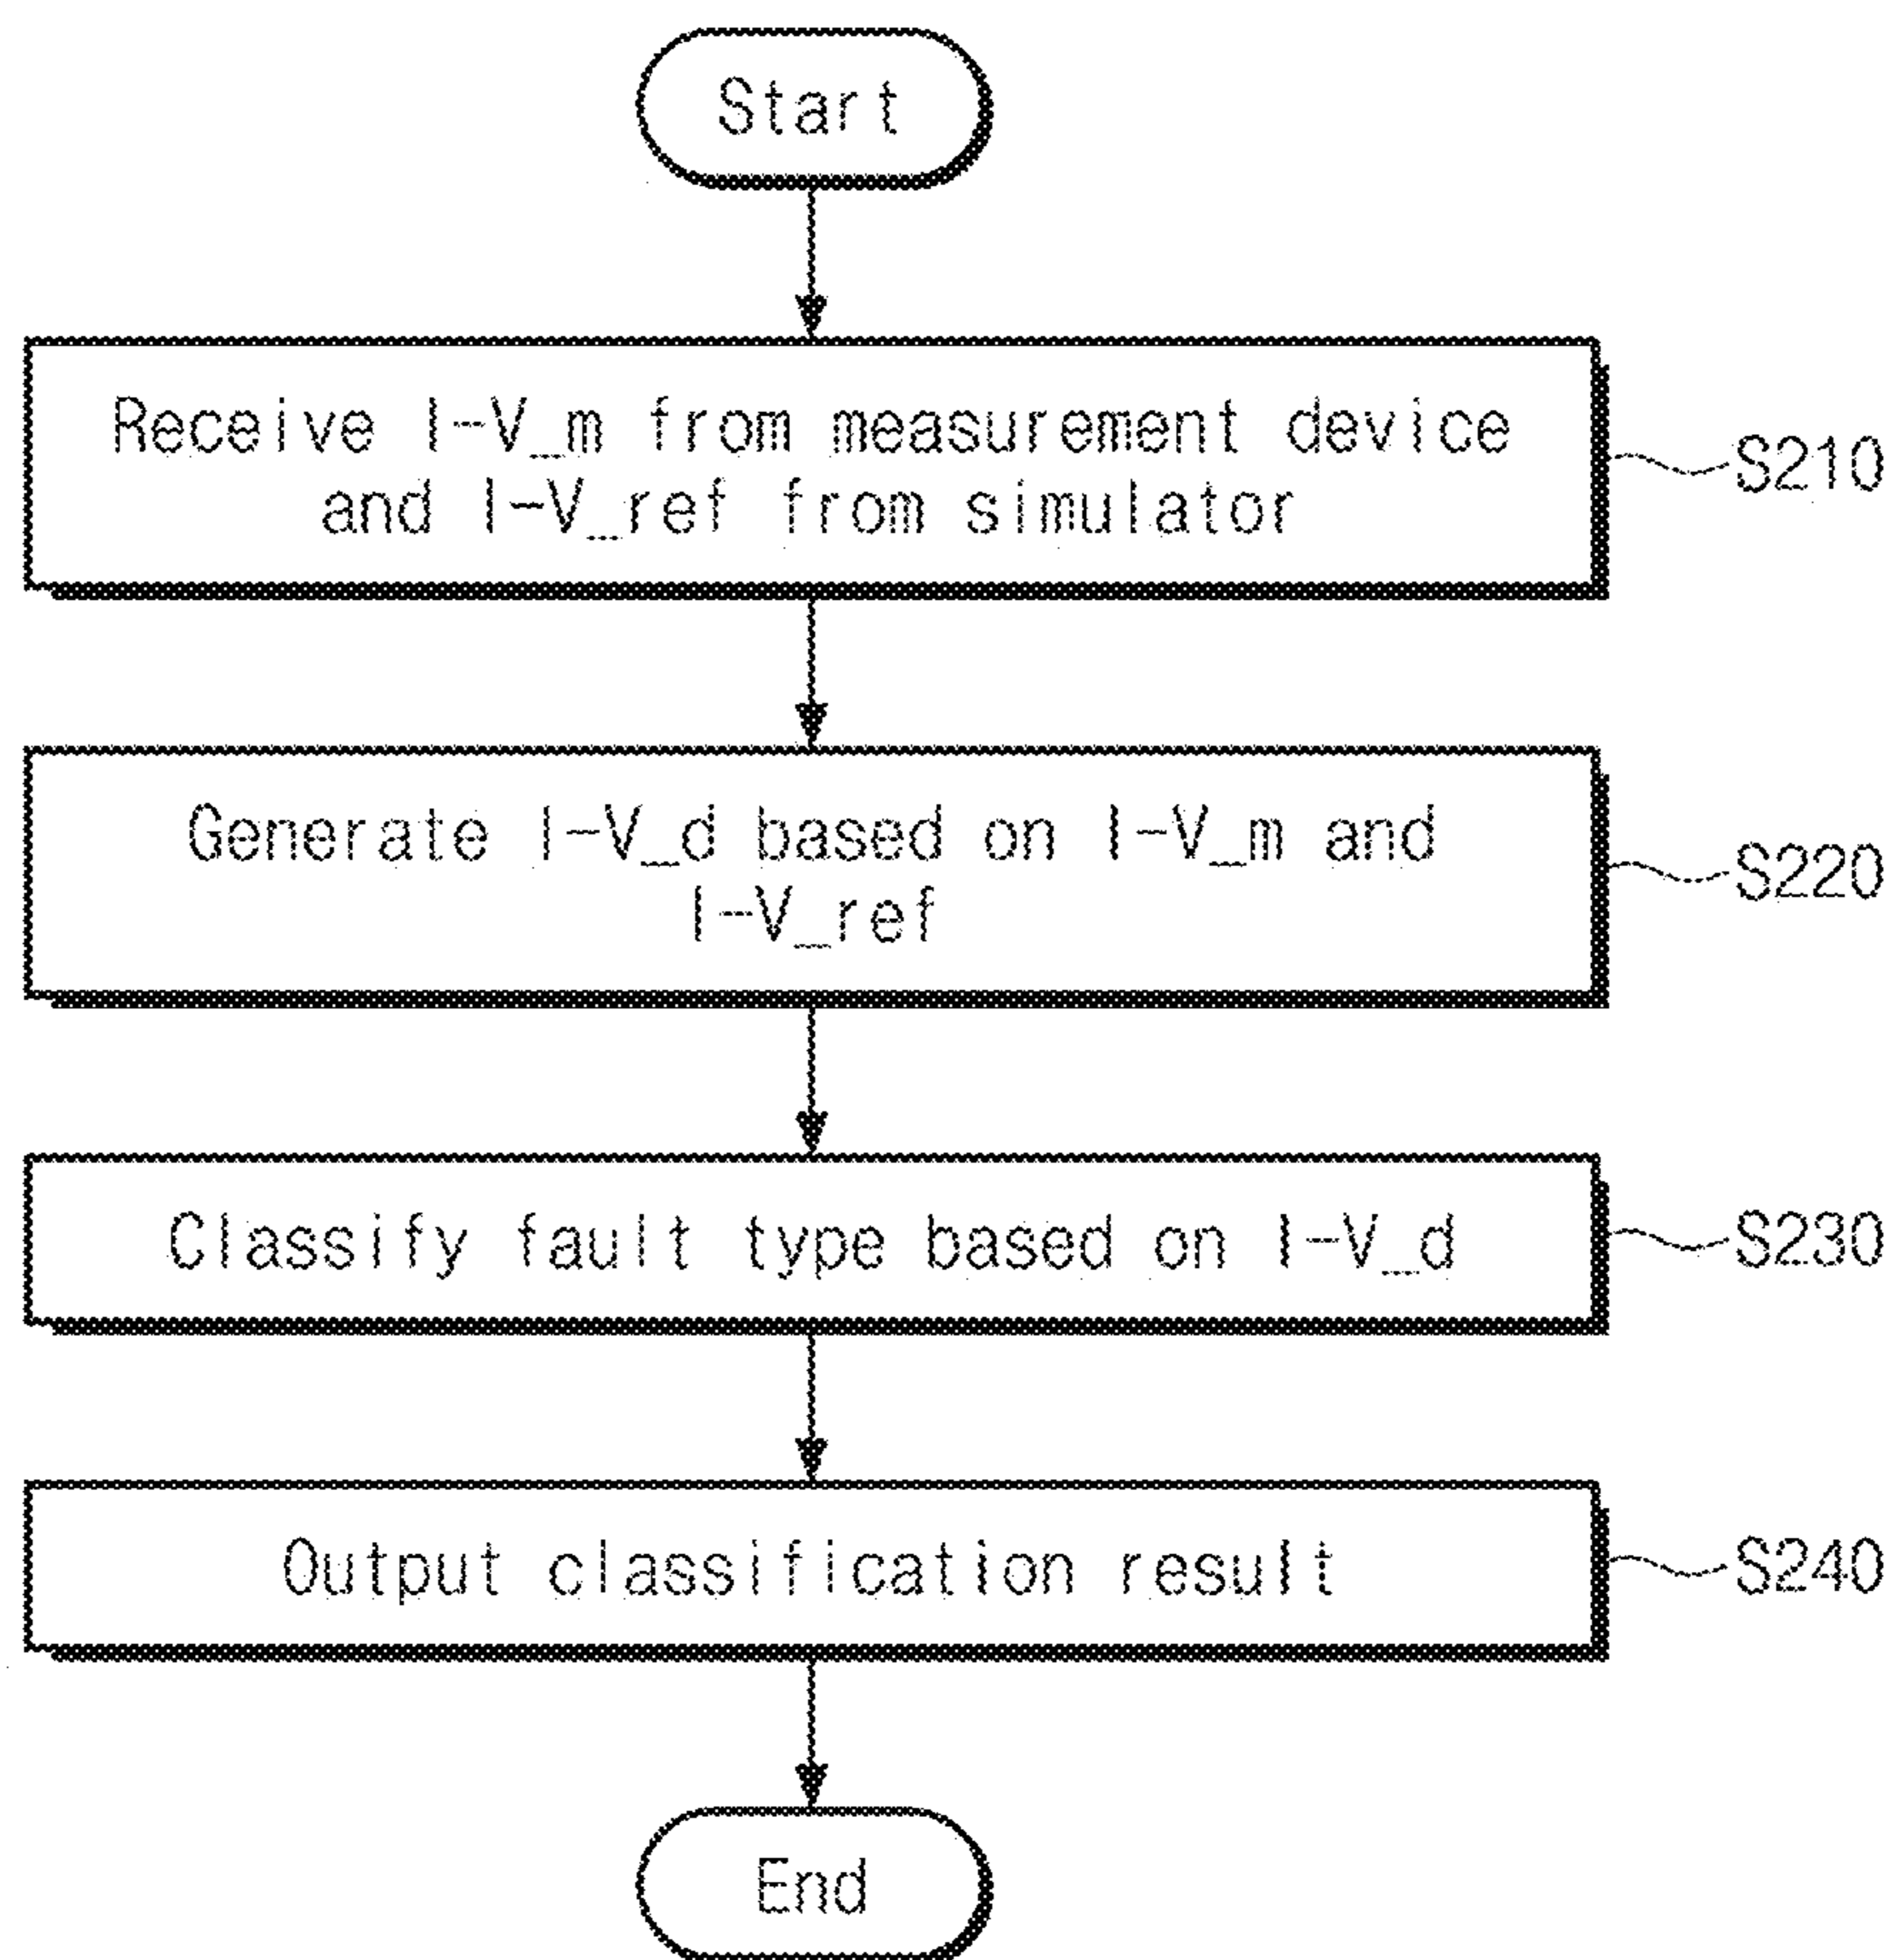 Start
Receive I-V_m from measurement device
and I-V_ref from simulator
S210
Generate I-V_d based on I-V_m and
I-V_ref
S220
Classify fault type based on I-V_d
S230
Output classification result
S240
End